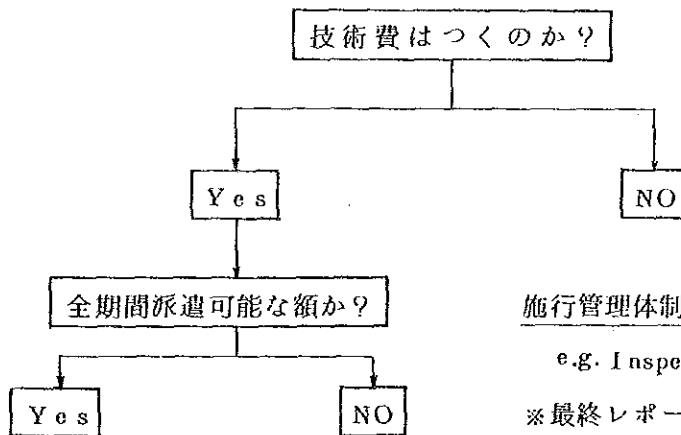 技術費はつくのか？
Yes
NO
全期間派遣可能な額か？
施行管理体制
e.g. Inspe
Yes
NO
※最終レポー